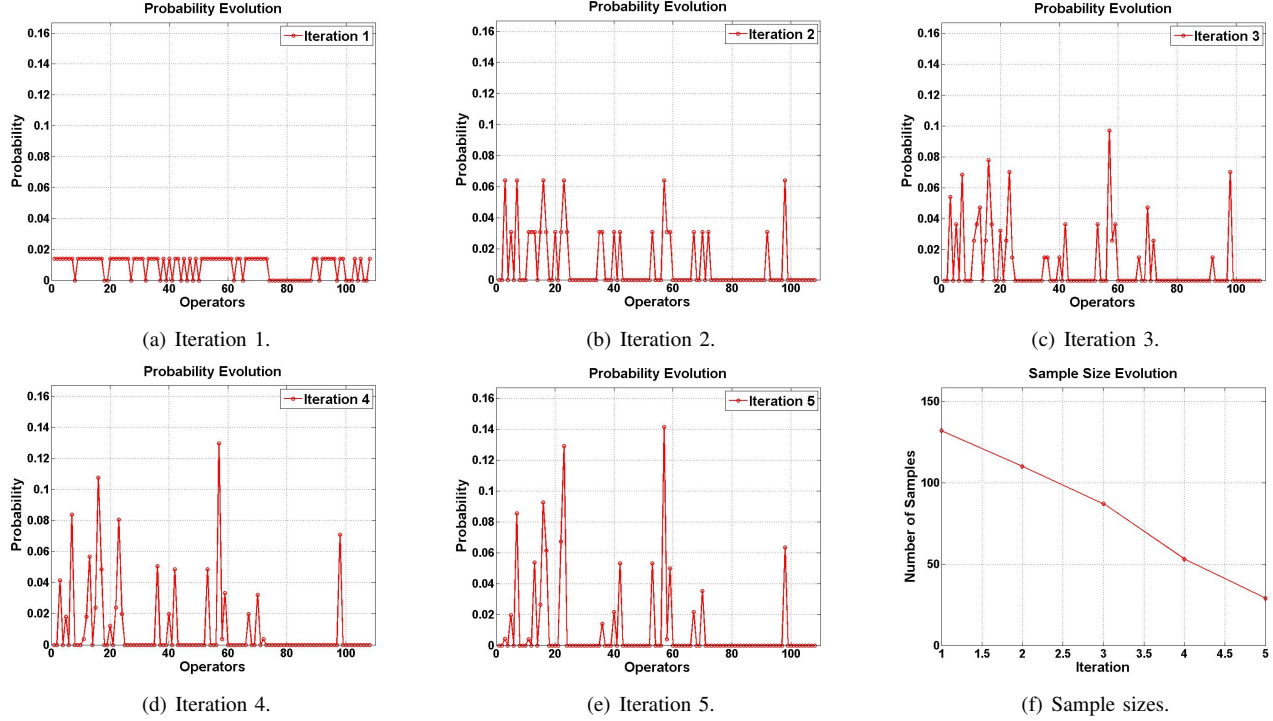 Probability Evolution
Iteration 1
Probability
0.16
0.14
0.12
0.1
0.08
0.06
0.04
0.02
0
0 20 40 60 80 100
Operators
(a) Iteration 1.
Probability Evolution
Iteration 2
Probability
0.16
0.14
0.12
0.1
0.08
0.06
0.04
0.02
0
0 20 40 60 80 100
Operators
(b) Iteration 2.
Probability Evolution
Iteration 3
Probability
0.16
0.14
0.12
0.1
0.08
0.06
0.04
0.02
0
0 20 40 60 80 100
Operators
(c) Iteration 3.
Probability Evolution
Iteration 4
Probability
0.16
0.14
0.12
0.1
0.08
0.06
0.04
0.02
0
0 20 40 60 80 100
Operators
(d) Iteration 4.
Probability Evolution
Iteration 5
Probability
0.16
0.14
0.12
0.1
0.08
0.06
0.04
0.02
0
0 20 40 60 80 100
Operators
(e) Iteration 5.
Sample Size Evolution
Number of Samples
150
100
50
0
1 1.5 2 2.5 3 3.5 4 4.5 5
Iteration
(f) Sample sizes.